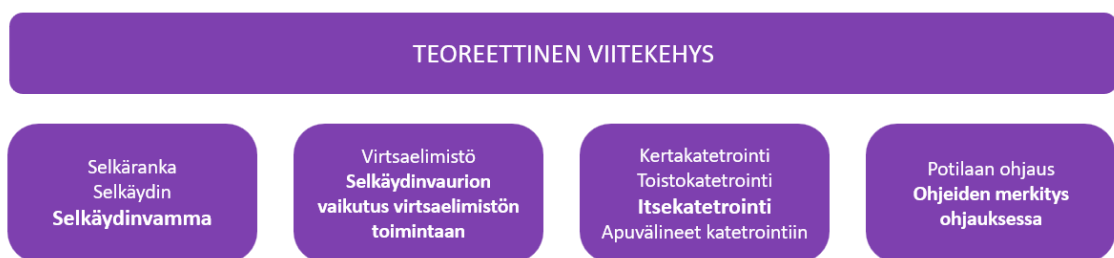 TEOREETTINEN VIITEKEHYS
Selkäranka
Selkäydin
Selkäydinvamma
Virtsaelimistö
Selkäydinvaurion
vaikutus virtsaelimistön
toimintaan
Kertakatetrointi
Toistokatetrointi
Itsekatetrointi
Apuvälineet katetrointiin
Potilaan ohjaus
Ohjeiden merkitys
ohjauksessa